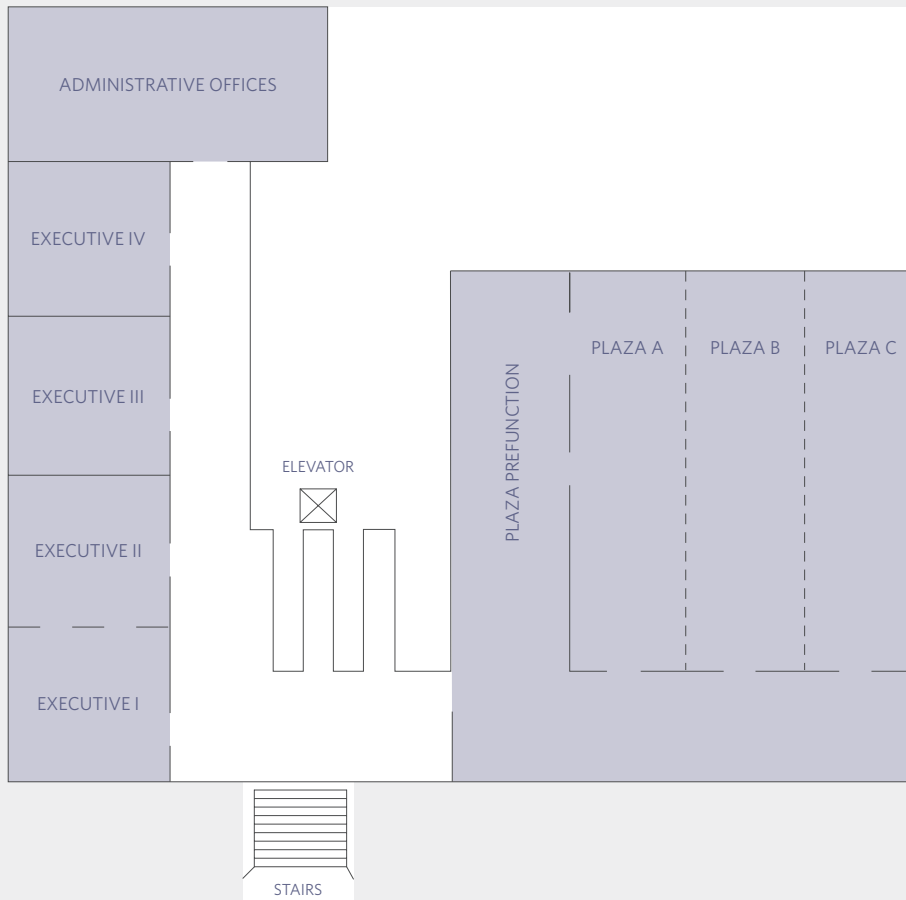 ADMINISTRATIVE OFFICES
EXECUTIVE IV
PLAZA A
PLAZA B
PLAZA C
EXECUTIVE III
PLAZA PREFUNCTION
ELEVATOR
EXECUTIVE II
EXECUTIVE I
STAIRS